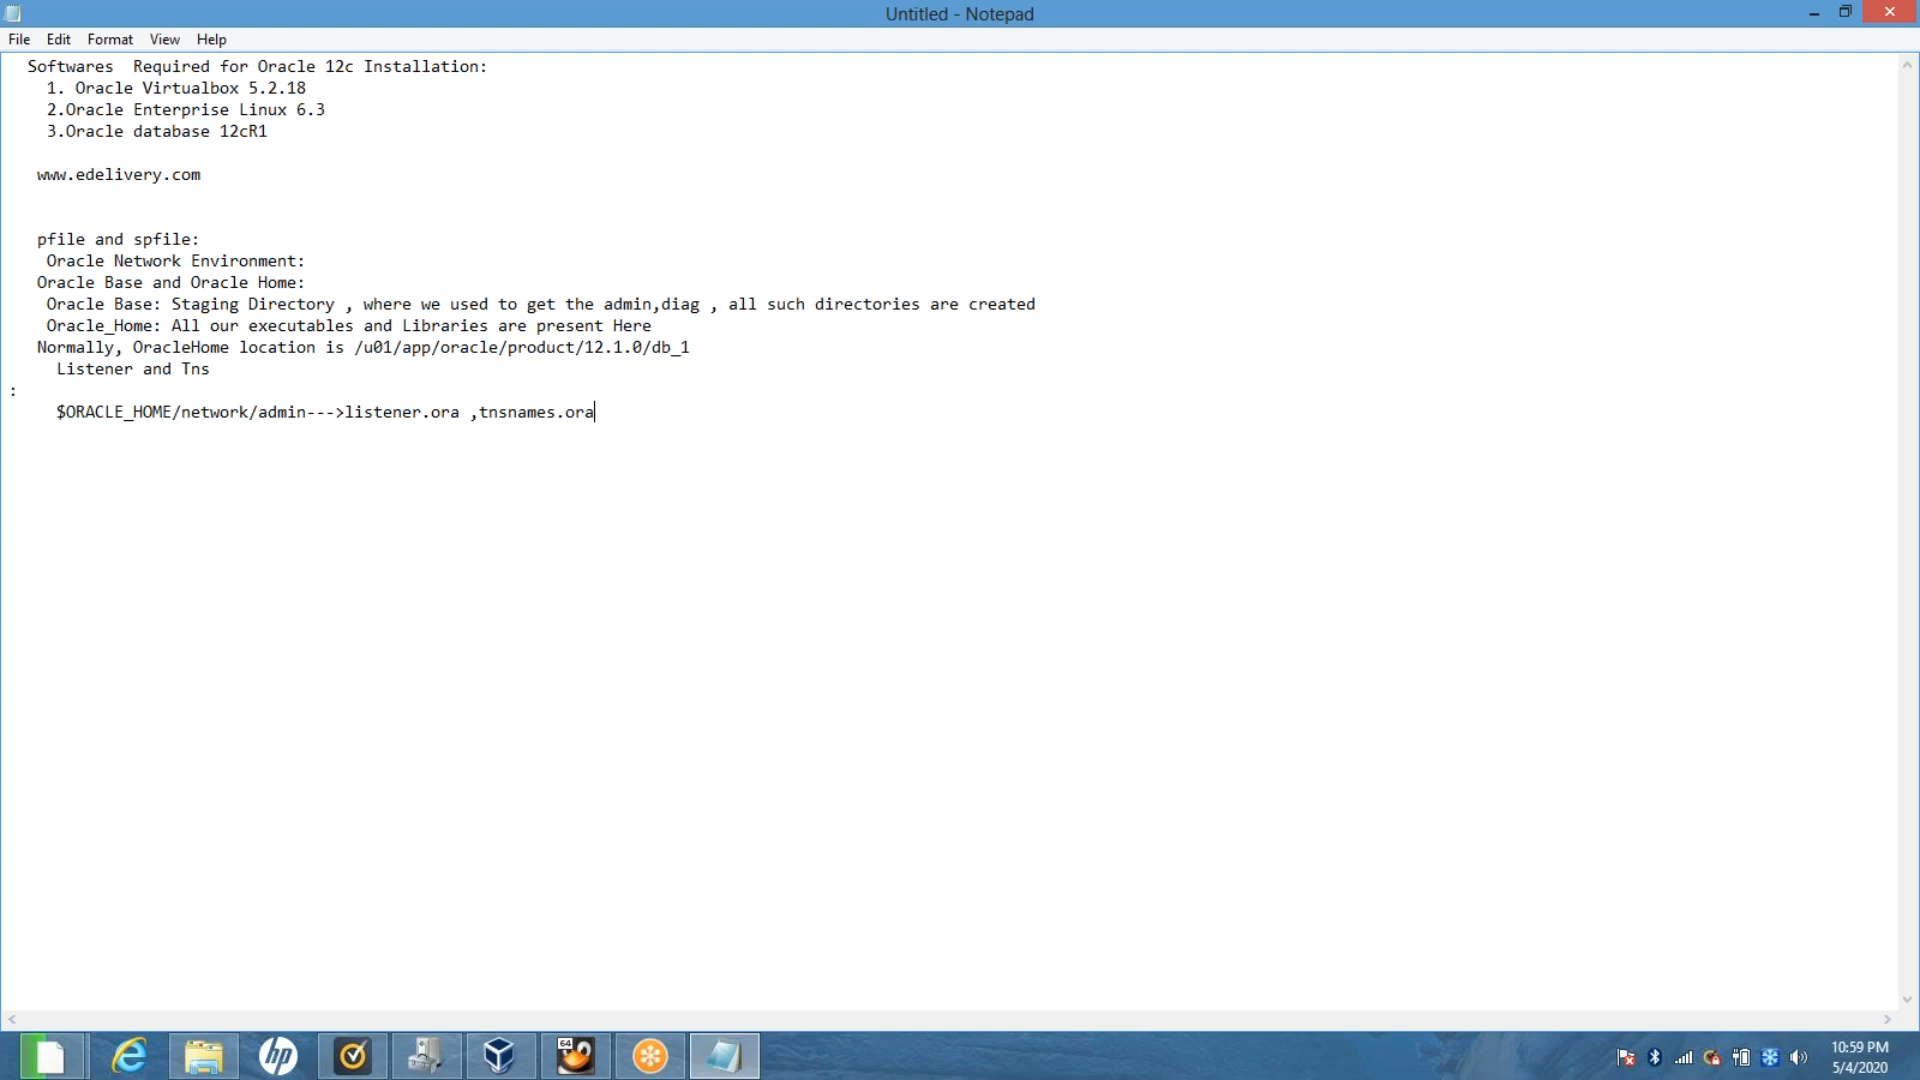 Untitled - Notepad
File Edit Format View Help
Softwares  Required for Oracle 12c Installation:
1. Oracle Virtualbox 5.2.18
2.Oracle Enterprise Linux 6.3
3.Oracle database 12cR1
www.edelivery.com
pfile and spfile:
Oracle Network Environment:
Oracle Base and Oracle Home:
Oracle Base: Staging Directory , where we used to get the admin,diag , all such directories are created
Oracle_Home: All our executables and Libraries are present Here
Normally, OracleHome location is /u01/app/oracle/product/12.1.0/db_1
Listener and Tns
:
$ORACLE_HOME/network/admin--->listener.ora ,tnsnames.ora
hp
64
10:59 PM
5/4/2020